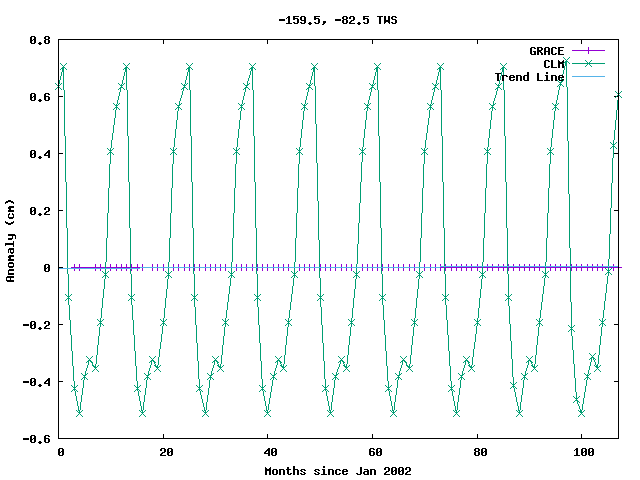 -159.5, -82.5 TWS
GRACE
CLM
Trend Line
0.8
0.6
0.4
0.2
0
-0.2
-0.4
-0.6
Anomaly (cm)
0 20 40 60 80 100
Months since Jan 2002